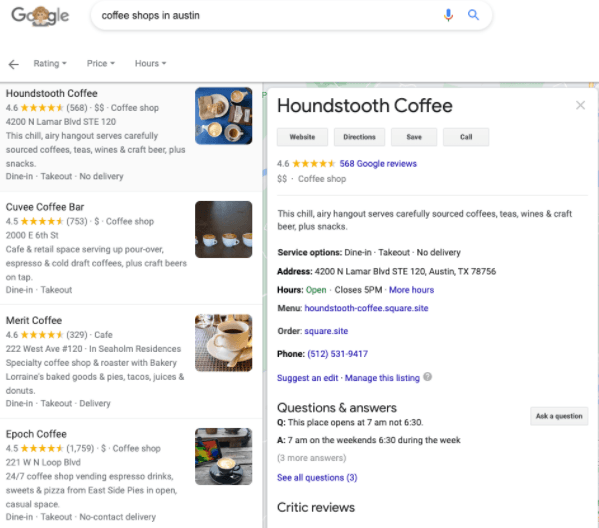 Google
coffee shops in austin
Rating
Price
Hours
Houndstooth Coffee
4.6 ★★★★★ (568) · $$ · Coffee shop
4200 N Lamar Blvd STE 120
This chill, airy hangout serves carefully
sourced coffees, teas, wines & craft beer, plus
snacks.
Dine-in · Takeout · No delivery
Cuvee Coffee Bar
4.5 ★★★★★ (753) · $ · Coffee shop
2000 E 6th St
Cafe & retail space serving up pour-over,
espresso & cold draft coffees, plus craft beers
on tap.
Dine-in · Takeout
Merit Coffee
4.6 ★★★★★ (329) · Cafe
222 West Ave #120 · In Seaholm Residences
Specialty coffee shop & roaster with Bakery
Lorraine's baked goods & pies, tacos, juices &
donuts.
Dine-in · Takeout · Delivery
Epoch Coffee
4.5 ★★★★★ (1,759) · $ · Coffee shop
221 W N Loop Blvd
24/7 coffee shop vending espresso drinks,
sweets & pizza from East Side Pies in open,
casual space.
Dine-in · Takeout · No-contact delivery
Houndstooth Coffee
Website
Directions
Save
Call
4.6 ★★★★★ 568 Google reviews
$$ · Coffee shop
This chill, airy hangout serves carefully sourced coffees, teas, wines & craft
beer, plus snacks.
Service options: Dine-in · Takeout · No delivery
Address: 4200 N Lamar Blvd STE 120, Austin, TX 78756
Hours: Open · Closes 5PM · More hours
Menu: houndstooth-coffee.square.site
Order: square.site
Phone: (512) 531-9417
Suggest an edit · Manage this listing
Questions & answers
Ask a question
Q: This place opens at 7 am not 6:30.
A: 7 am on the weekends 6:30 during the week
(3 more answers)
See all questions (3)
Critic reviews